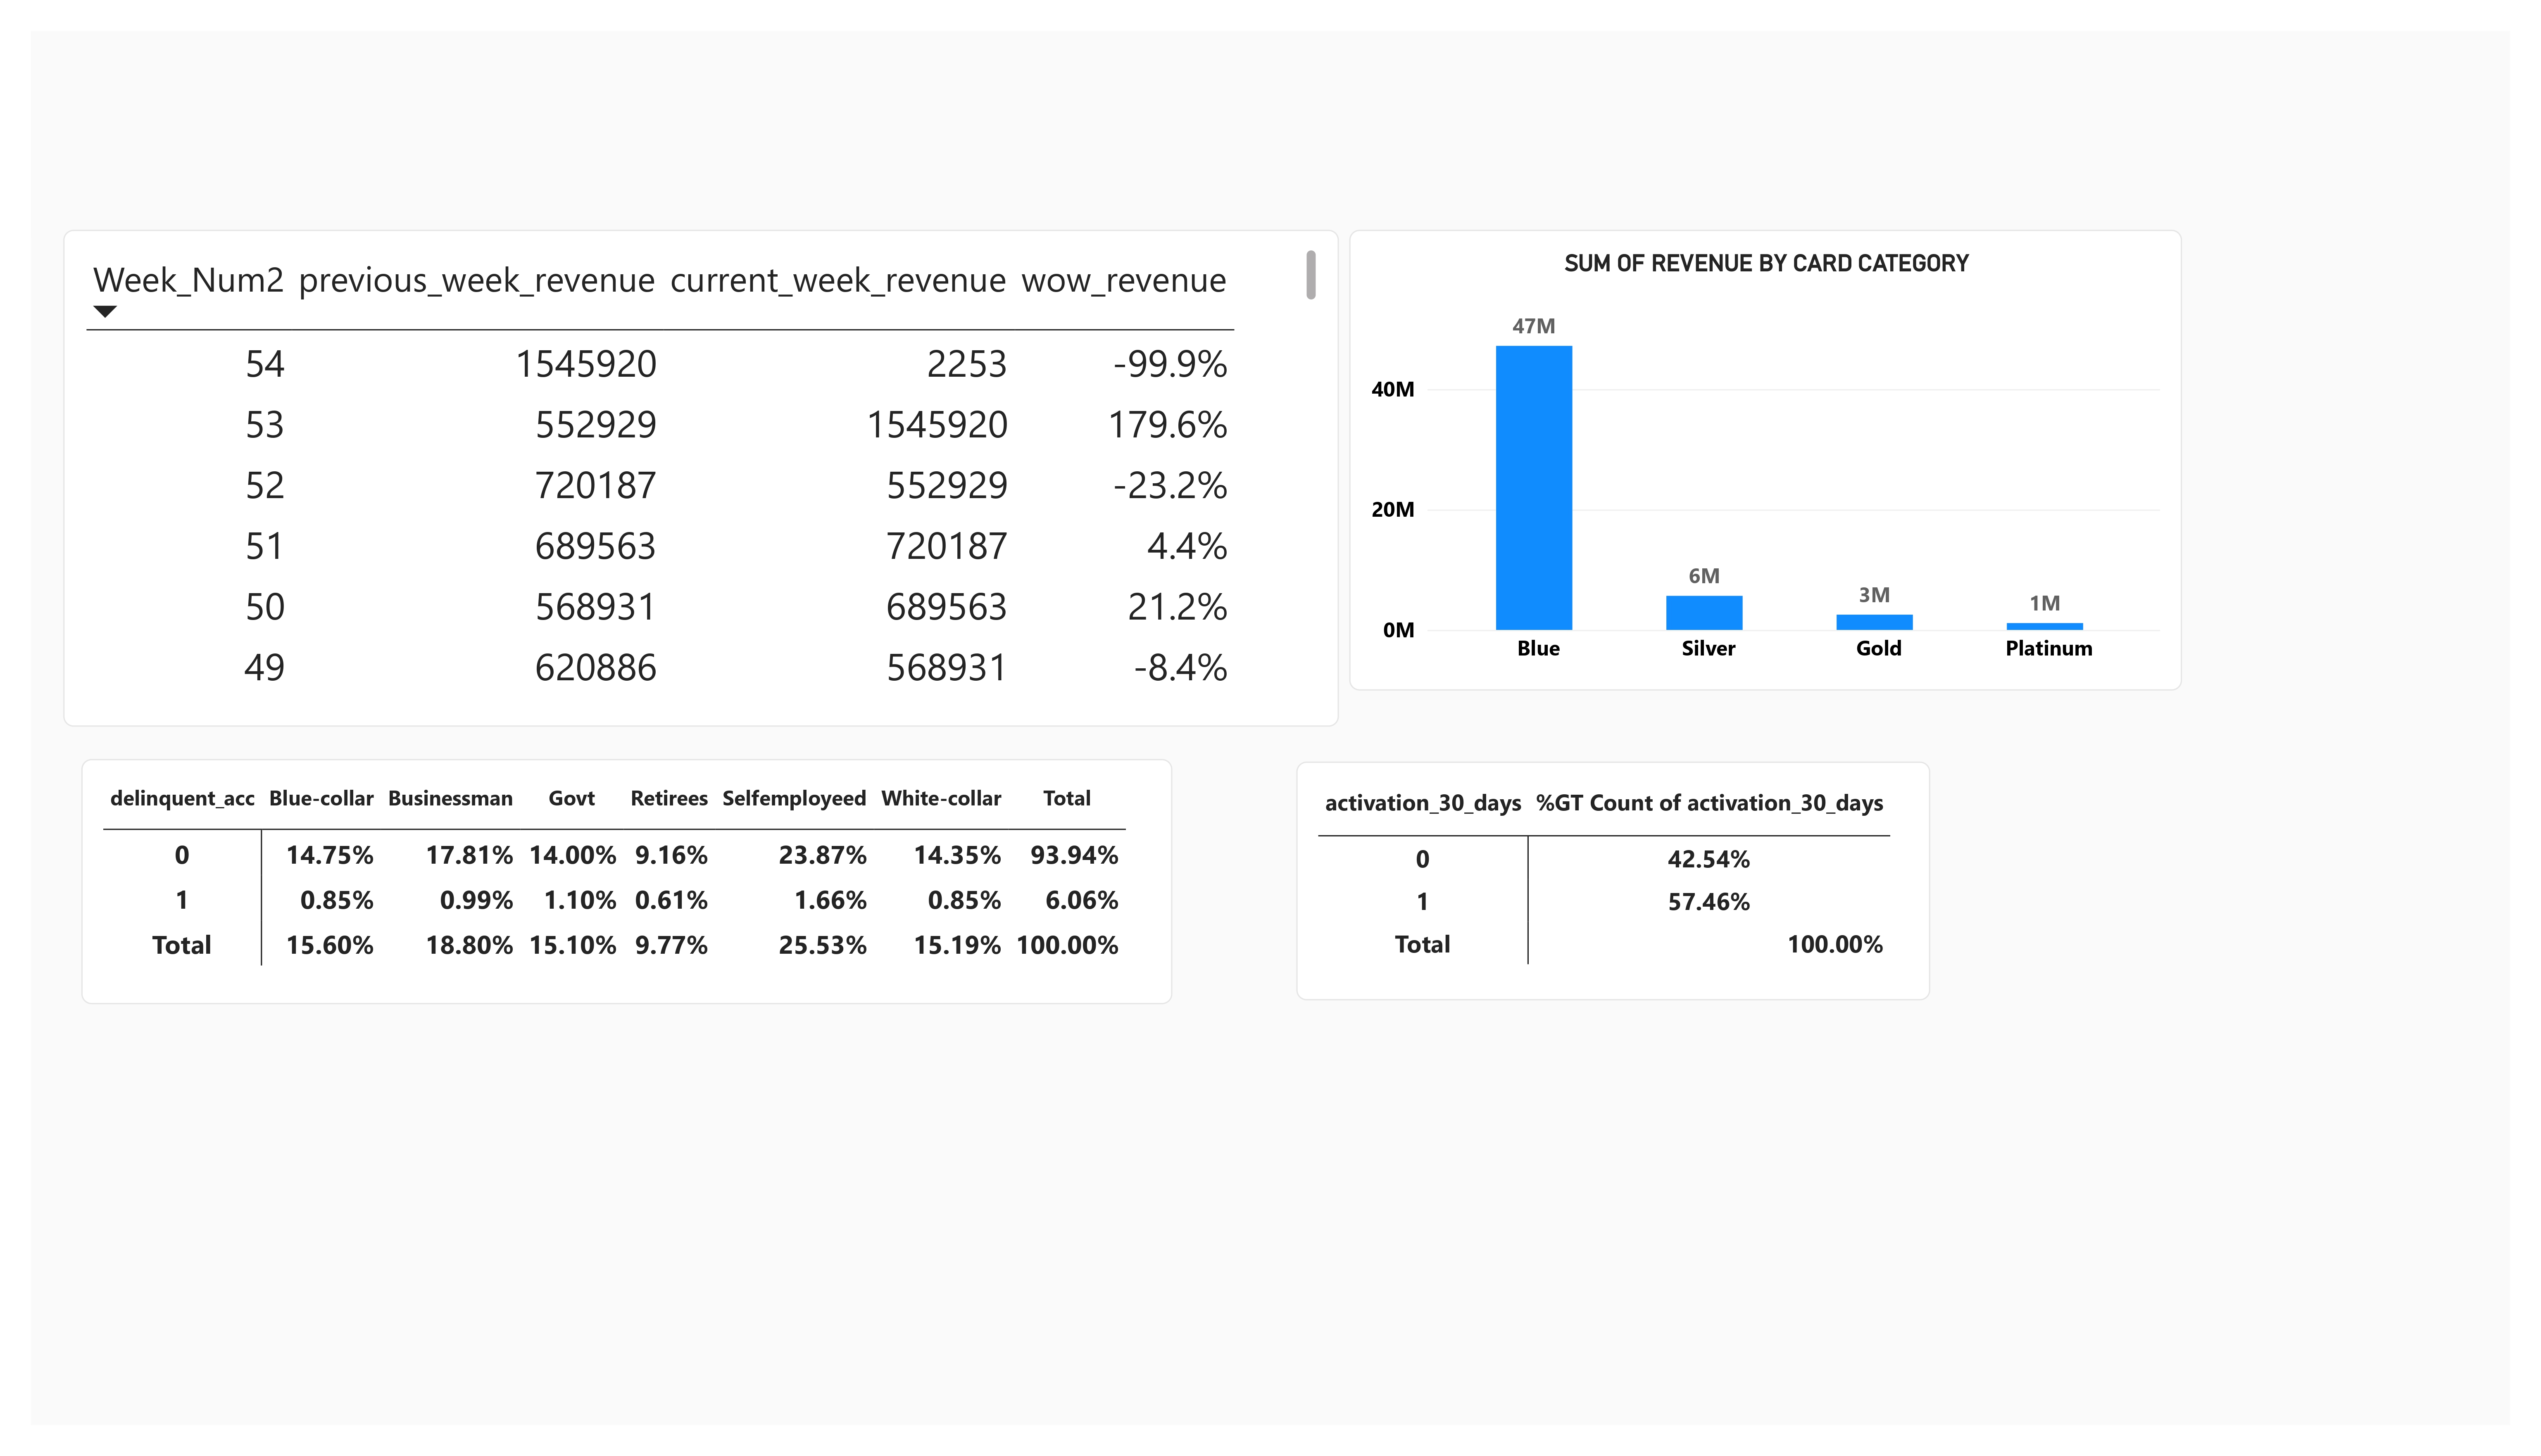 Week_Num2 previous_week_revenue current_week_revenue wow_revenue
54 1545920 2253 -99.9%
53 552929 1545920 179.6%
52 720187 552929 -23.2%
51 689563 720187 4.4%
50 568931 689563 21.2%
49 620886 568931 -8.4%
SUM OF REVENUE BY CARD CATEGORY
47M
40M
20M
6M
3M
1M
0M
Blue Silver Gold Platinum
delinquent_acc Blue-collar Businessman Govt Retirees Selfemployeed White-collar Total
0 14.75% 17.81% 14.00% 9.16% 23.87% 14.35% 93.94%
1 0.85% 0.99% 1.10% 0.61% 1.66% 0.85% 6.06%
Total 15.60% 18.80% 15.10% 9.77% 25.53% 15.19% 100.00%
activation_30_days %GT Count of activation_30_days
0 42.54%
1 57.46%
Total 100.00%